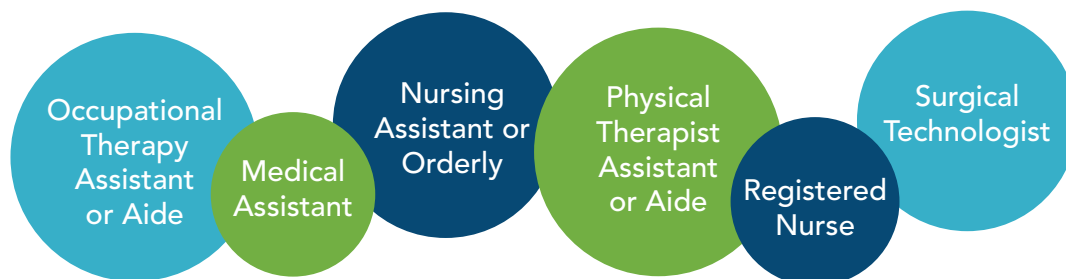 Occupational
Therapy
Assistant
or Aide
Medical
Assistant
Nursing
Assistant or
Orderly
Physical
Therapist
Assistant
or Aide
Registered
Nurse
Surgical
Technologist